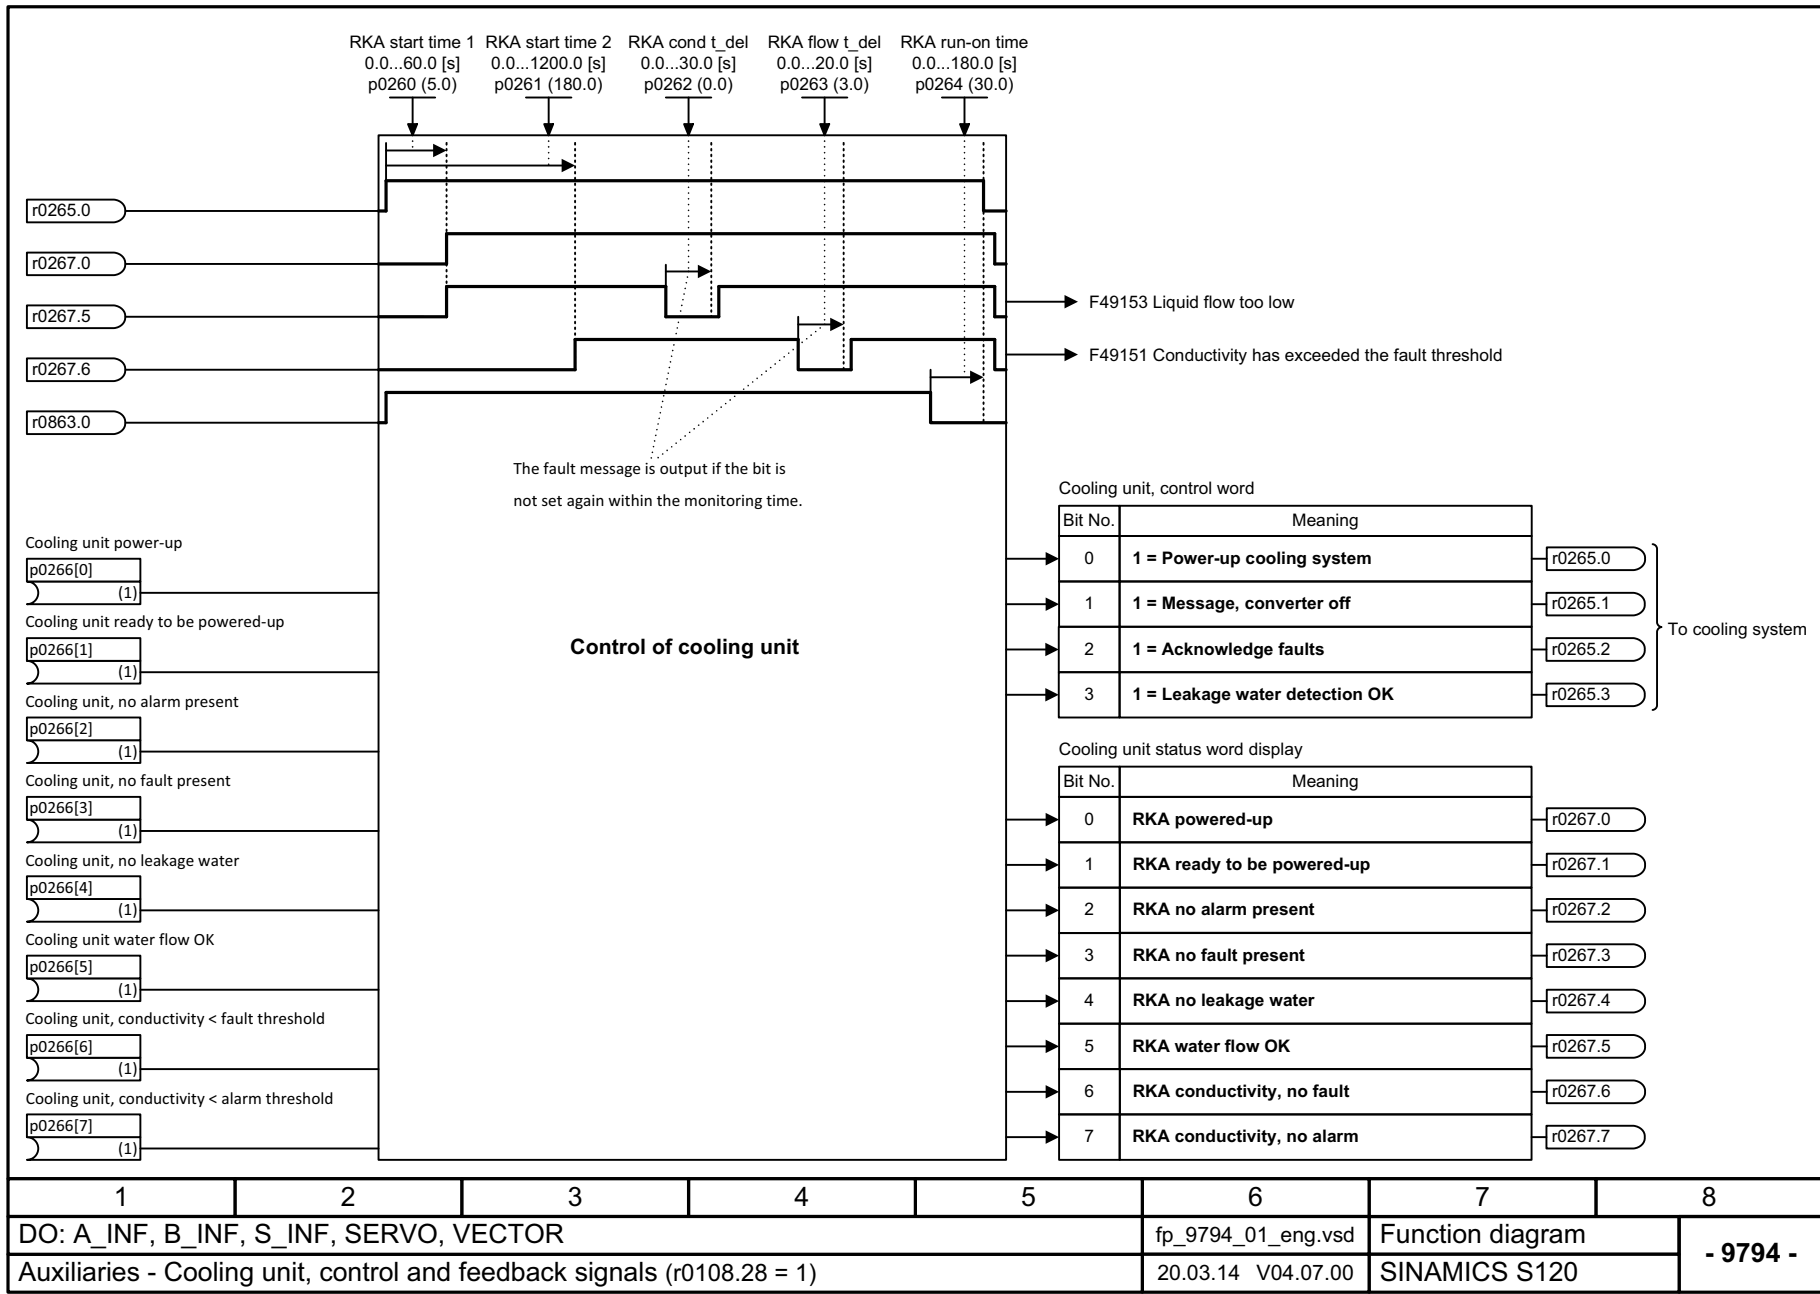 RKA start time 1 RKA start time 2 RKA cond t_del RKA flow t_del RKA run-on time
0.0...60.0 [s] 0.0...1200.0 [s] 0.0...30.0 [s] 0.0...20.0 [s] 0.0...180.0 [s]
p0260 (5.0) p0261 (180.0) p0262 (0.0) p0263 (3.0) p0264 (30.0)
r0265.0
r0267.0
r0267.5
F49153 Liquid flow too low
r0267.6
F49151 Conductivity has exceeded the fault threshold
r0863.0
The fault message is output if the bit is
not set again within the monitoring time.
Cooling unit power-up
p0266[0]
(1)
Cooling unit ready to be powered-up
p0266[1]
(1)
Cooling unit, no alarm present
p0266[2]
(1)
Cooling unit, no fault present
p0266[3]
(1)
Cooling unit, no leakage water
p0266[4]
(1)
Cooling unit water flow OK
p0266[5]
(1)
Cooling unit, conductivity < fault threshold
p0266[6]
(1)
Cooling unit, conductivity < alarm threshold
p0266[7]
(1)
Control of cooling unit
Cooling unit, control word
Bit No. Meaning
0 1 = Power-up cooling system r0265.0
1 1 = Message, converter off r0265.1
2 1 = Acknowledge faults r0265.2
3 1 = Leakage water detection OK r0265.3
To cooling system
Cooling unit status word display
Bit No. Meaning
0 RKA powered-up r0267.0
1 RKA ready to be powered-up r0267.1
2 RKA no alarm present r0267.2
3 RKA no fault present r0267.3
4 RKA no leakage water r0267.4
5 RKA water flow OK r0267.5
6 RKA conductivity, no fault r0267.6
7 RKA conductivity, no alarm r0267.7
1 2 3 4 5 6 7 8
DO: A_INF, B_INF, S_INF, SERVO, VECTOR fp_9794_01_eng.vsd Function diagram
- 9794 -
Auxiliaries - Cooling unit, control and feedback signals (r0108.28 = 1) 20.03.14 V04.07.00 SINAMICS S120